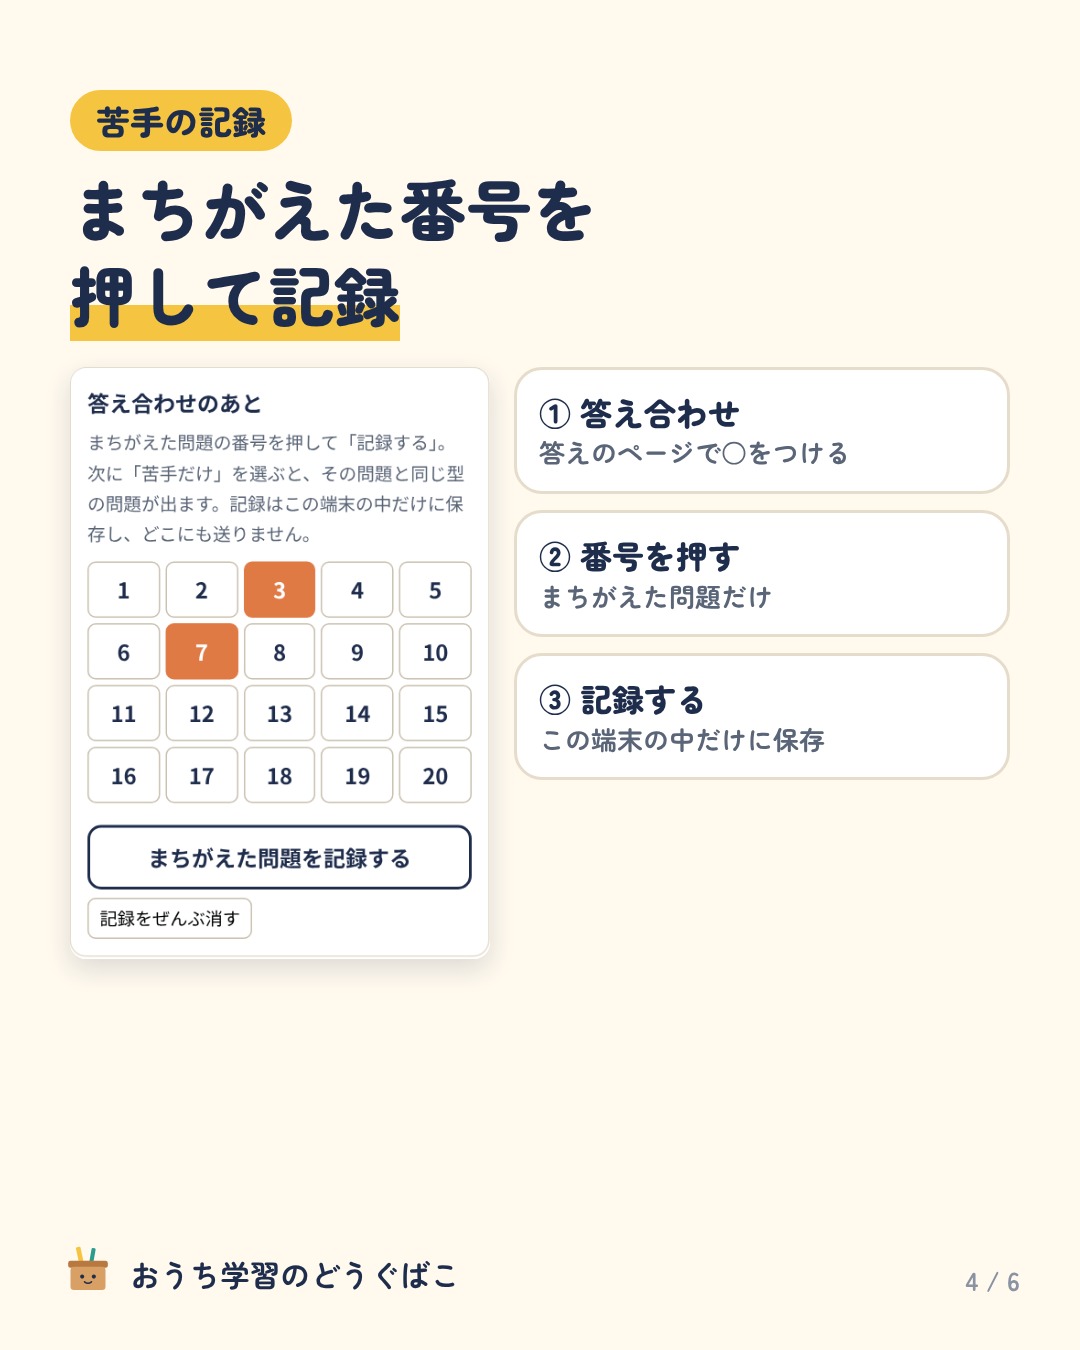 苦手の記録
まちがえた番号を
押して記録
答え合わせのあと
まちがえた問題の番号を押して「記録する」。
次に「苦手だけ」を選ぶと、その問題と同じ型
の問題が出ます。記録はこの端末の中だけに保
存し、どこにも送りません。
1 2 3 4 5
6 7 8 9 10
11 12 13 14 15
16 17 18 19 20
まちがえた問題を記録する
記録をぜんぶ消す
① 答え合わせ
答えのページで○をつける
② 番号を押す
まちがえた問題だけ
③ 記録する
この端末の中だけに保存
おうち学習のどうぐばこ
4 / 6